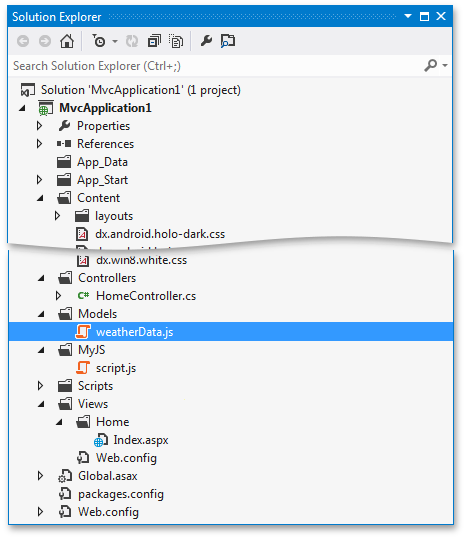 Solution Explorer
Search Solution Explorer (Ctrl+;)
Solution 'MvcApplication1' (1 project)
MvcApplication1
Properties
References
App_Data
App_Start
Content
layouts
dx.android.holo-dark.css
dx.win8.white.css
Controllers
C# HomeController.cs
Models
weatherData.js
MyJS
script.js
Scripts
Views
Home
Index.aspx
Web.config
Global.asax
packages.config
Web.config